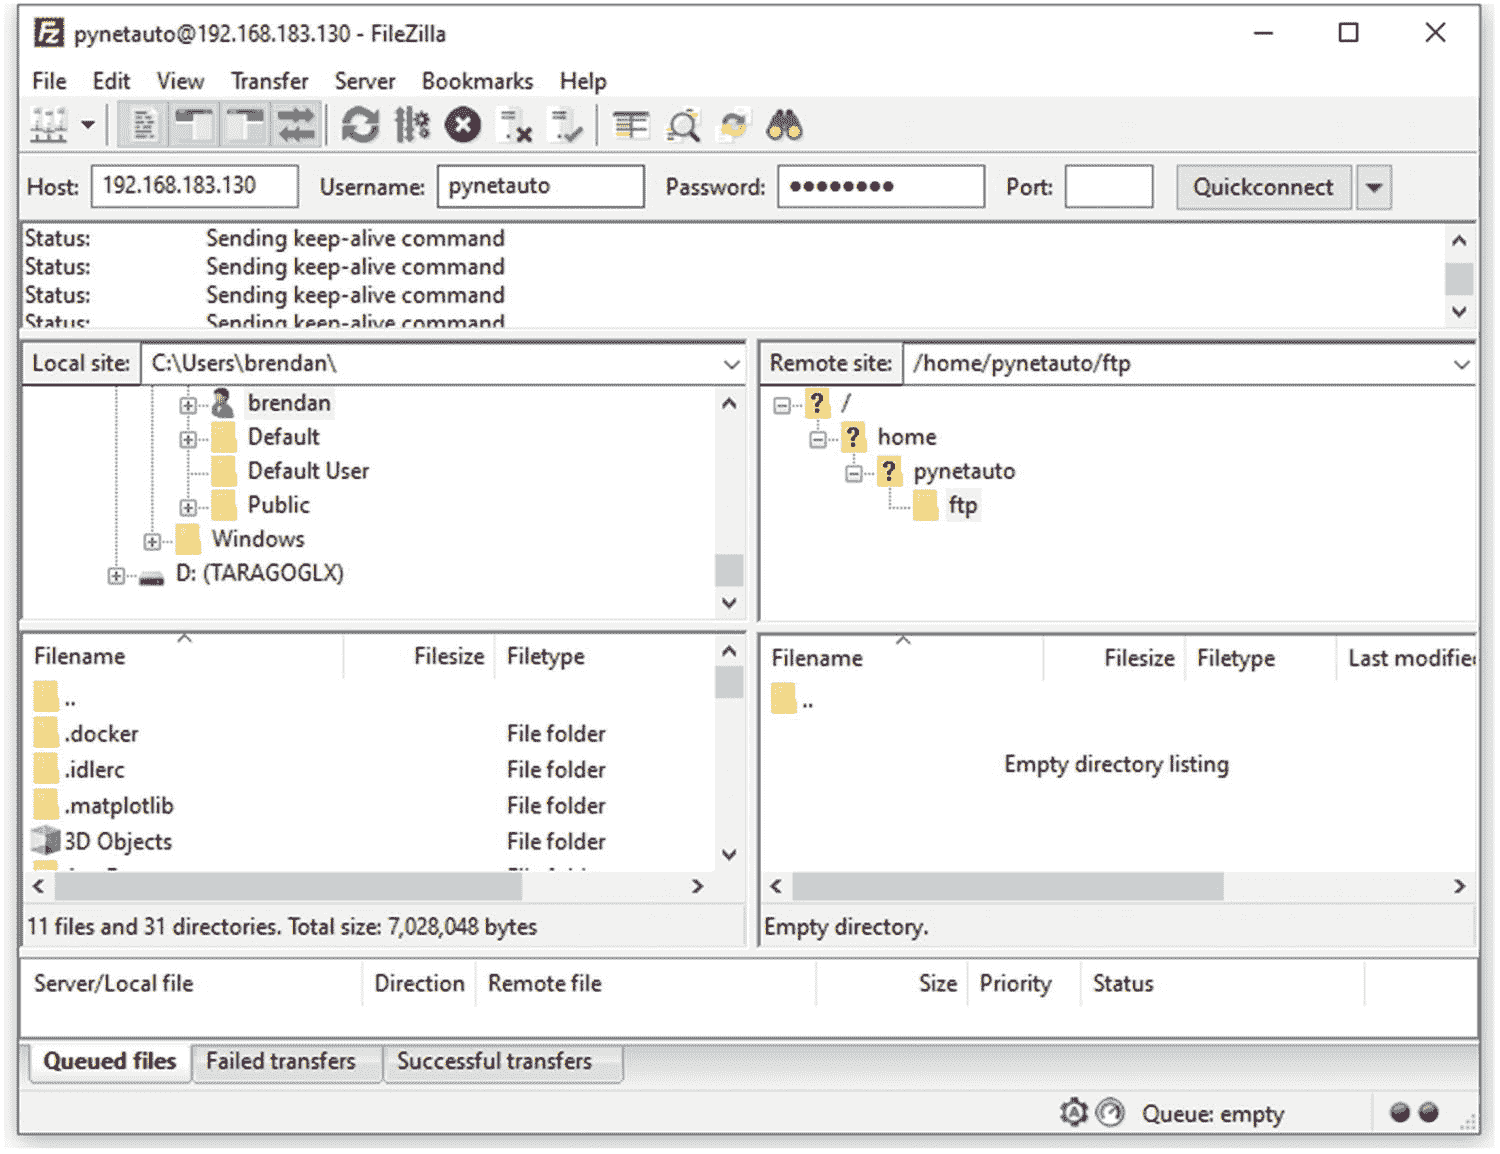 pynetauto@192.168.183.130 - FileZilla
File Edit View Transfer Server Bookmarks Help
Host: 192.168.183.130 Username: pynetauto Password: ●●●●●●●● Port: Quickconnect
Status: Sending keep-alive command
Status: Sending keep-alive command
Status: Sending keep-alive command
Status: Sending keep-alive command
Local site: C:\Users\brendan\
brendan
Default
Default User
Public
Windows
D: (TARAGOGLX)
Remote site: /home/pynetauto/ftp
? /
? home
? pynetauto
ftp
Filename Filesize Filetype
..
.docker File folder
.idlerc File folder
.matplotlib File folder
3D Objects File folder
11 files and 31 directories. Total size: 7,028,048 bytes
Filename Filesize Filetype Last modifie
..
Empty directory listing
Empty directory.
Server/Local file Direction Remote file Size Priority Status
Queued files Failed transfers Successful transfers
Queue: empty